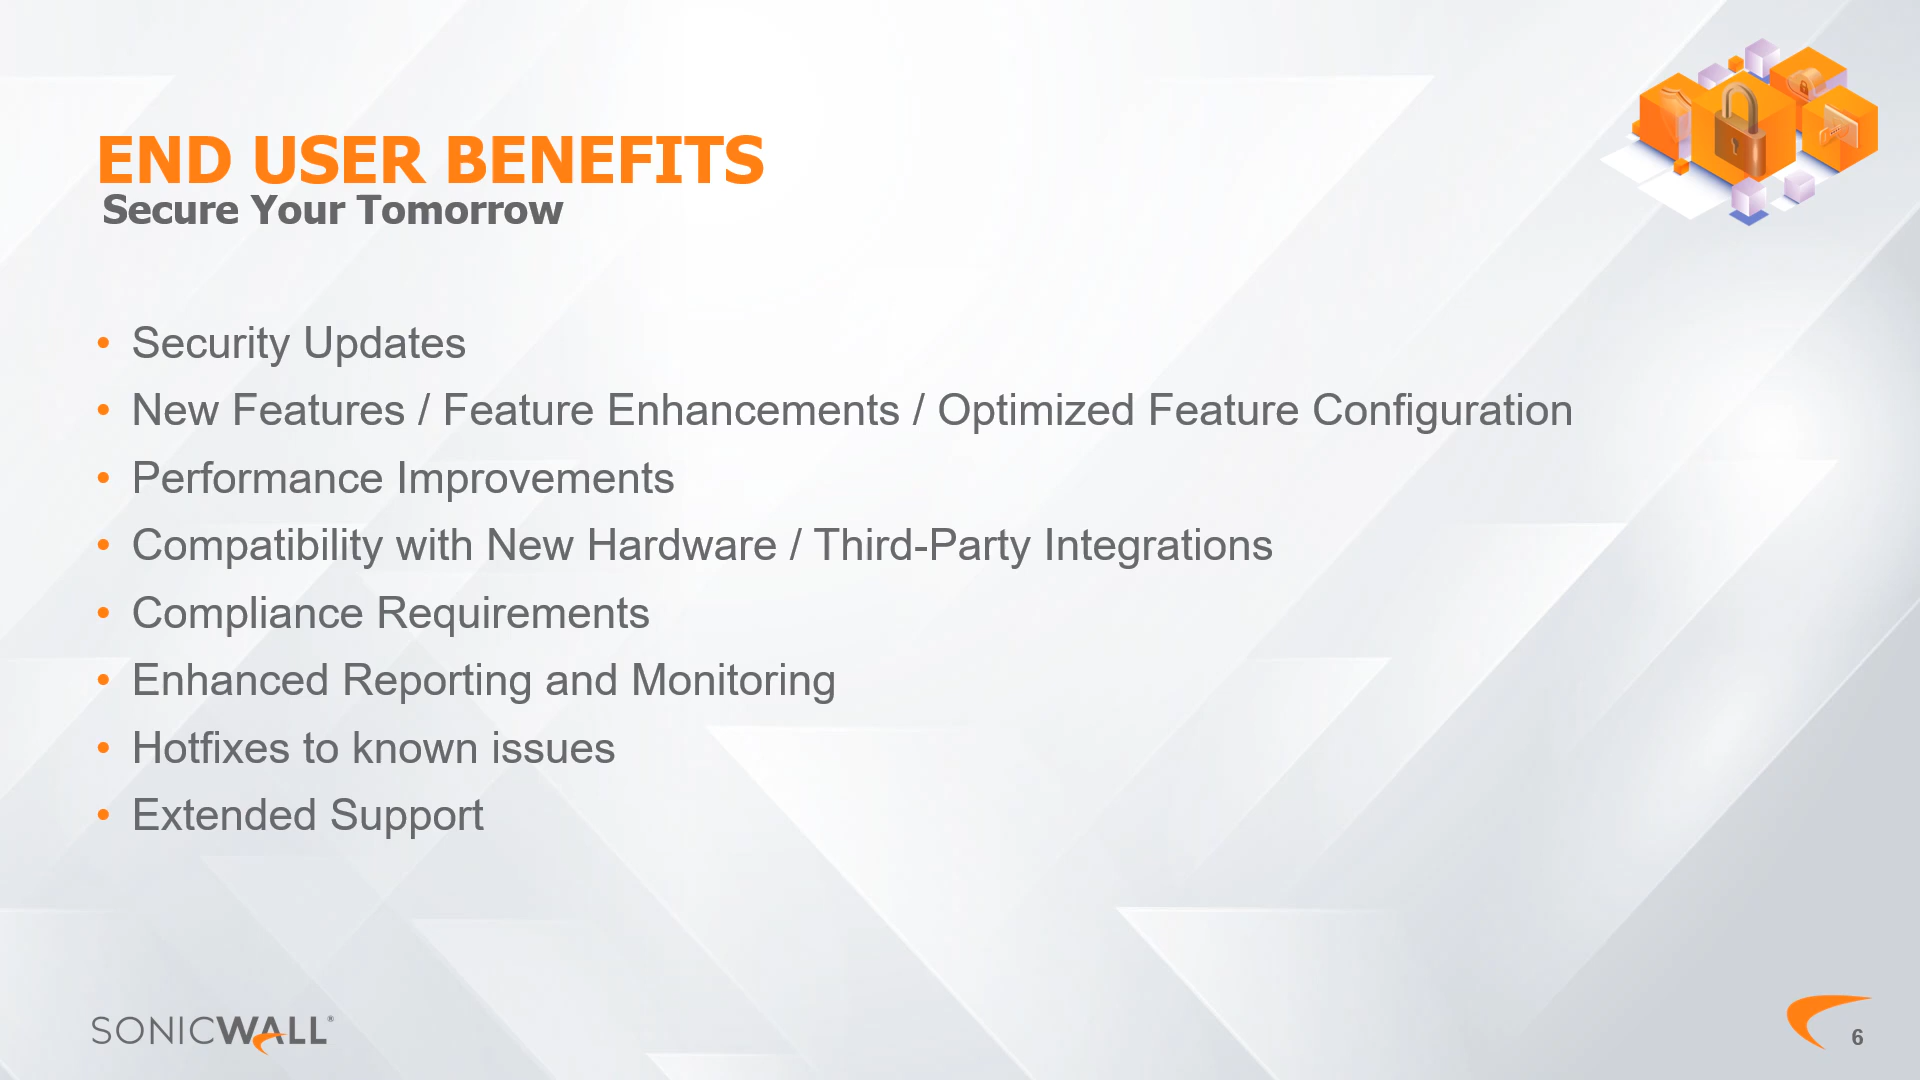 END USER BENEFITS
Secure Your Tomorrow
• Security Updates
• New Features / Feature Enhancements / Optimized Feature Configuration
• Performance Improvements
• Compatibility with New Hardware / Third-Party Integrations
• Compliance Requirements
• Enhanced Reporting and Monitoring
• Hotfixes to known issues
• Extended Support
SONICWALL®
6